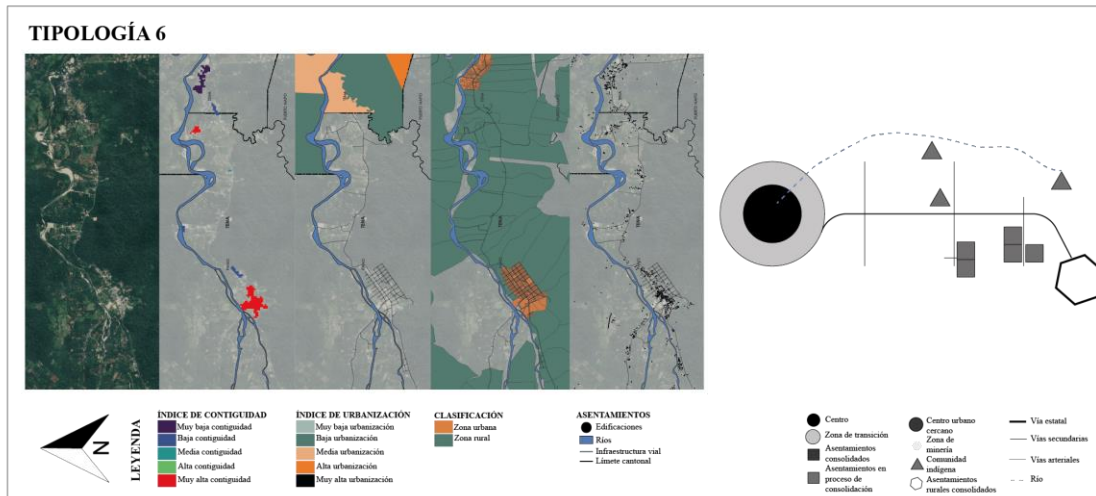 TIPOLOGÍA 6
TENA
N
LEYENDA
ÍNDICE DE CONTIGUIDAD
Muy baja contiguidad
Baja contiguidad
Media contiguidad
Alta contiguidad
Muy alta contiguidad
ÍNDICE DE URBANIZACIÓN
Muy baja urbanización
Baja urbanización
Media urbanización
Alta urbanización
Muy alta urbanización
CLASIFICACIÓN
Zona urbana
Zona rural
ASENTAMIENTOS
Edificaciones
Ríos
Infraestructura vial
Límete cantonal
Centro
Zona de transición
Asentamientos
consolidados
Asentamientos en
proceso de
consolidación
Centro urbano
cercano
Zona de
minería
Comunidad
indígena
Asentamientos
rurales consolidados
Vía estatal
Vías secundarias
Vías arteriales
Río